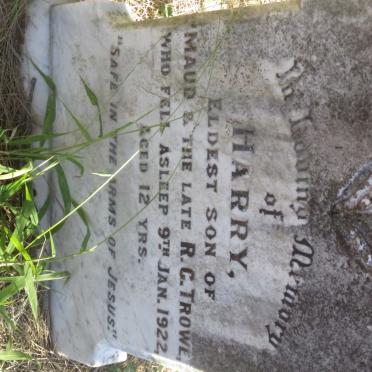 In Loving Memory
of
HARRY,
ELDEST SON OF
MAUD & THE LATE R.C. TROWE,
WHO FELL ASLEEP 9TH JAN. 1922
AGED 12 YRS.
"SAFE IN THE ARMS OF JESUS."